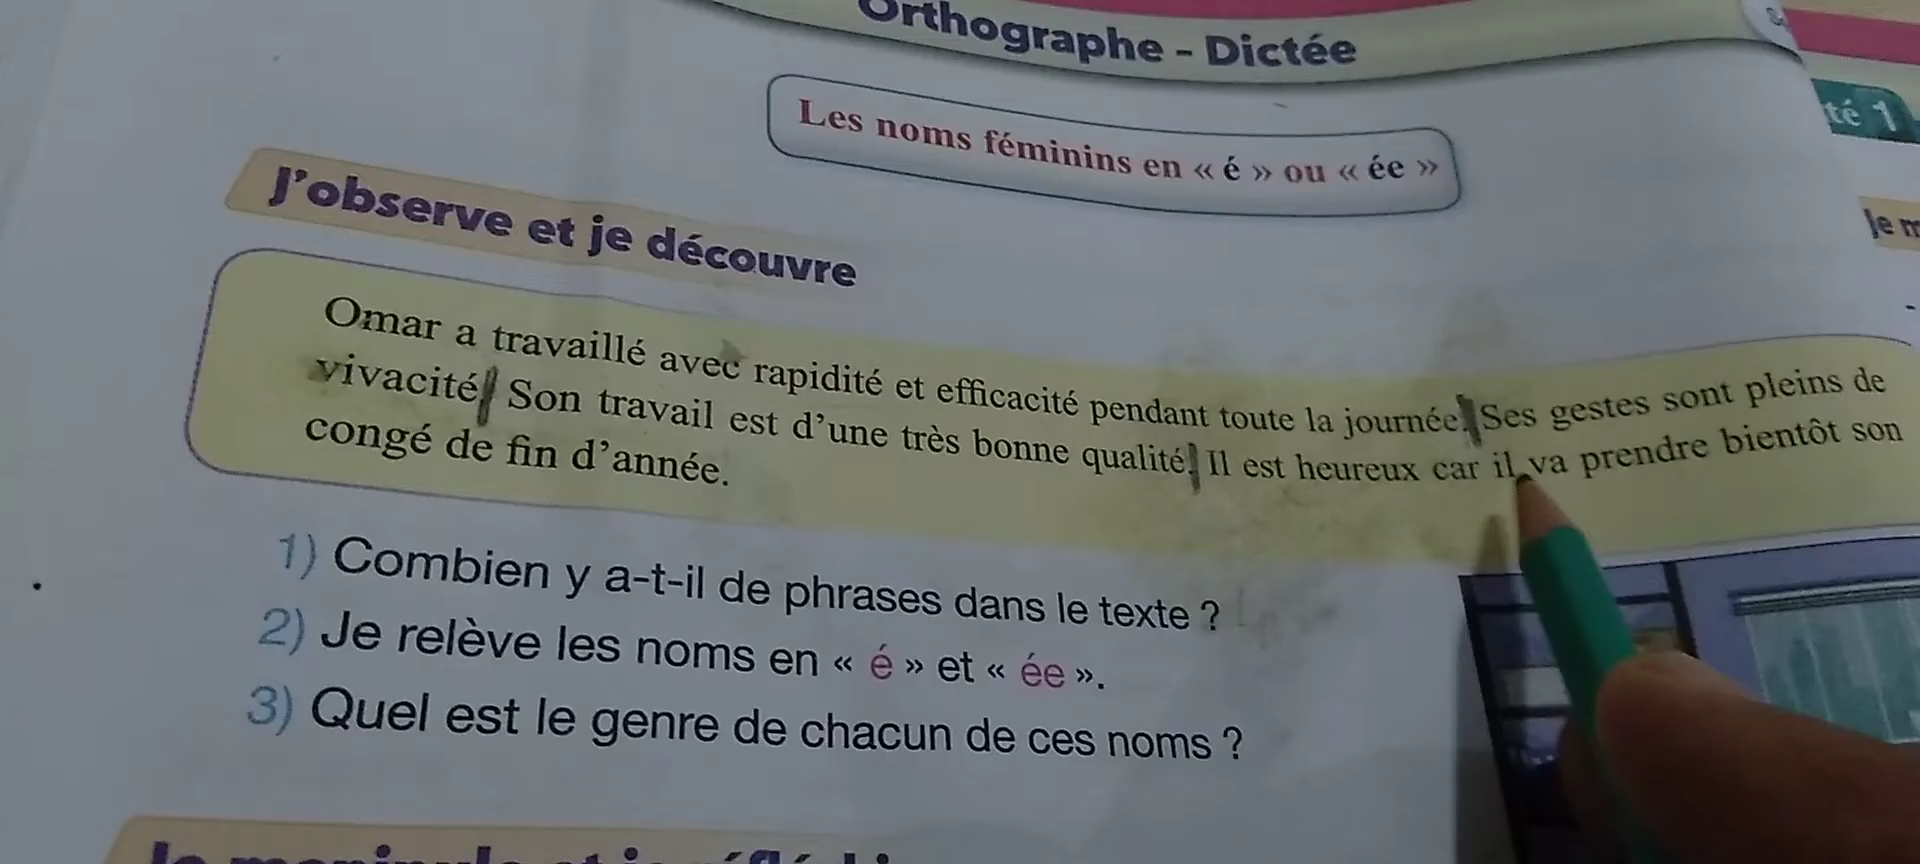 Orthographe - Dictée
Les noms féminins en « é » ou « ée »
té 1
J'observe et je découvre
Je m
Omar a travaillé avec rapidité et efficacité pendant toute la journée. Ses gestes sont pleins de
vivacité. Son travail est d'une très bonne qualité. Il est heureux car il va prendre bientôt son
congé de fin d'année.
1) Combien y a-t-il de phrases dans le texte ?
2) Je relève les noms en « é » et « ée ».
3) Quel est le genre de chacun de ces noms ?